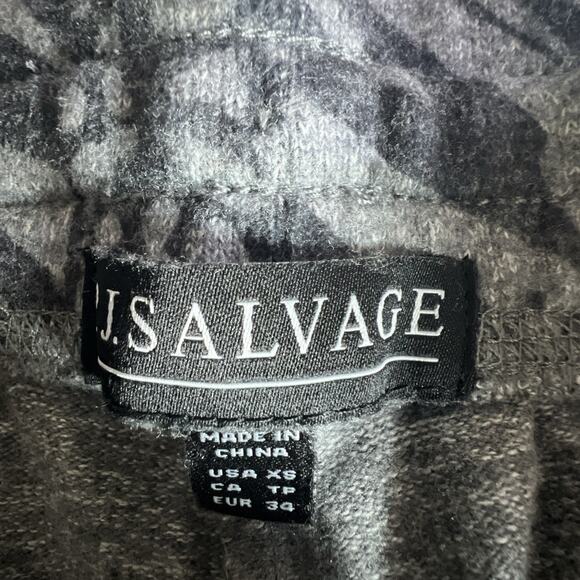 J.SALVAGE
MADE IN
CHINA
USA XS
CA TP
EUR 34